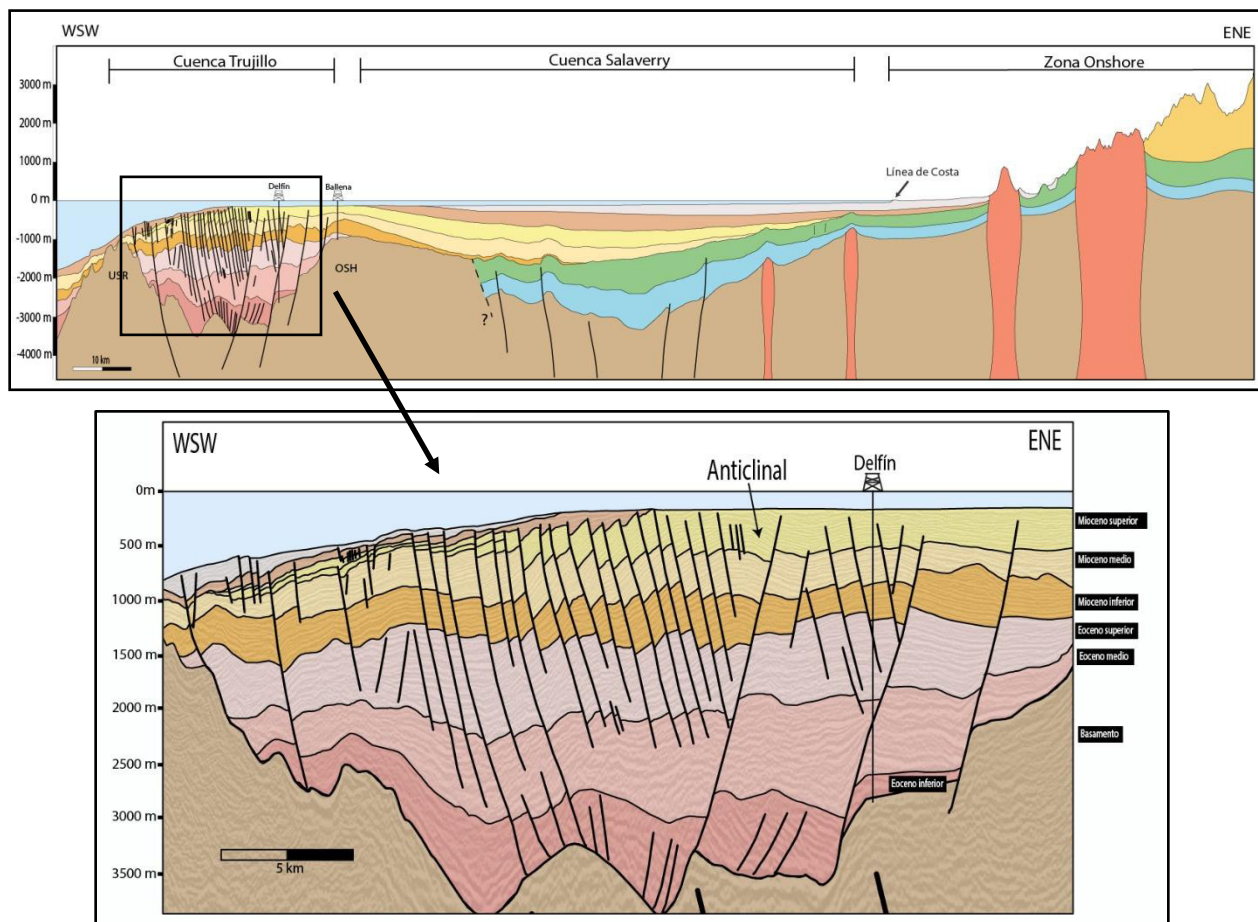 WSW
ENE
Cuenca Trujillo
Cuenca Salaverry
Zona Onshore
3000 m
2000 m
1000 m
0 m
-1000 m
-2000 m
-3000 m
-4000 m
Delfín
Ballena
Línea de Costa
USR
OSH
?
10 km
WSW
ENE
Anticlinal
Delfín
0m
500 m
1000 m
1500 m
2000 m
2500 m
3000 m
3500 m
Mioceno superior
Mioceno medio
Mioceno inferior
Eoceno superior
Eoceno medio
Basamento
Eoceno inferior
5 km